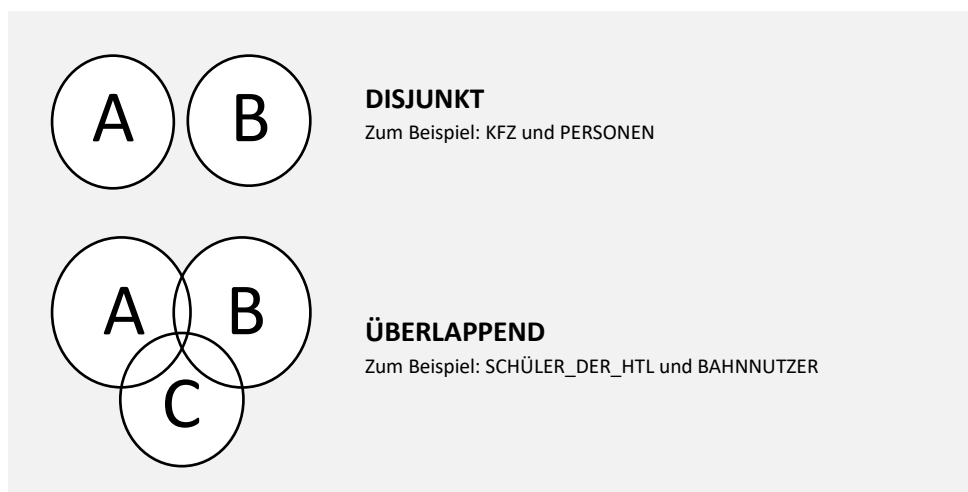 A B
DISJUNKT
Zum Beispiel: KFZ und PERSONEN
A B
C
ÜBERLAPPEND
Zum Beispiel: SCHÜLER_DER_HTL und BAHNNUTZER